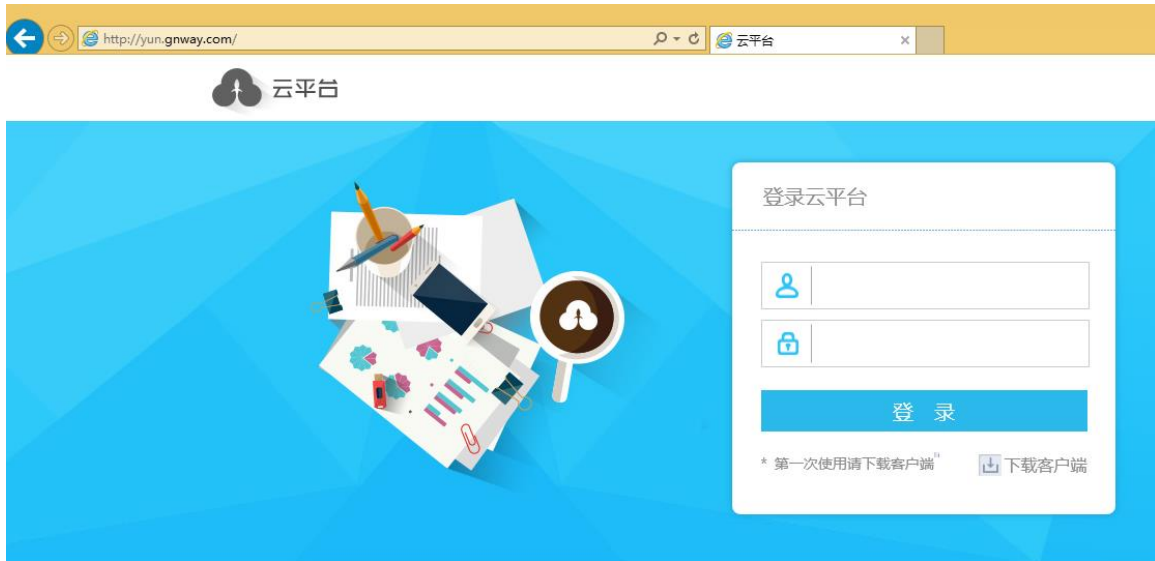 http://yun.gnway.com/
云平台
云平台
登录云平台
登 录
* 第一次使用请下载客户端
下载客户端